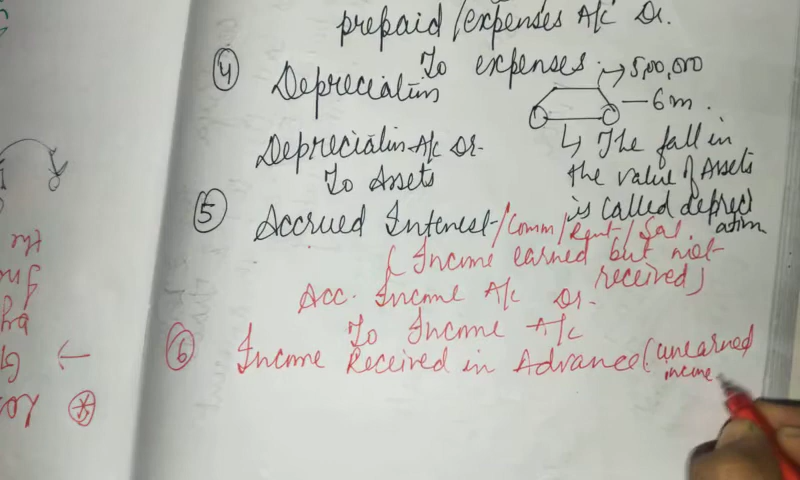 prepaid/expenses A/c Dr.
To expenses.
4 Depreciation
5,00,000
6m.
Depreciation A/c Dr.
To Assets
↳ The fall in
the value of Assets
is called depreci
ation
5 Accrued Interest/Comm/Rent/Sal.
(Income earned but not
received)
Acc. Income A/c Dr.
To Income A/c
6 Income Received in Advance (unearned
income